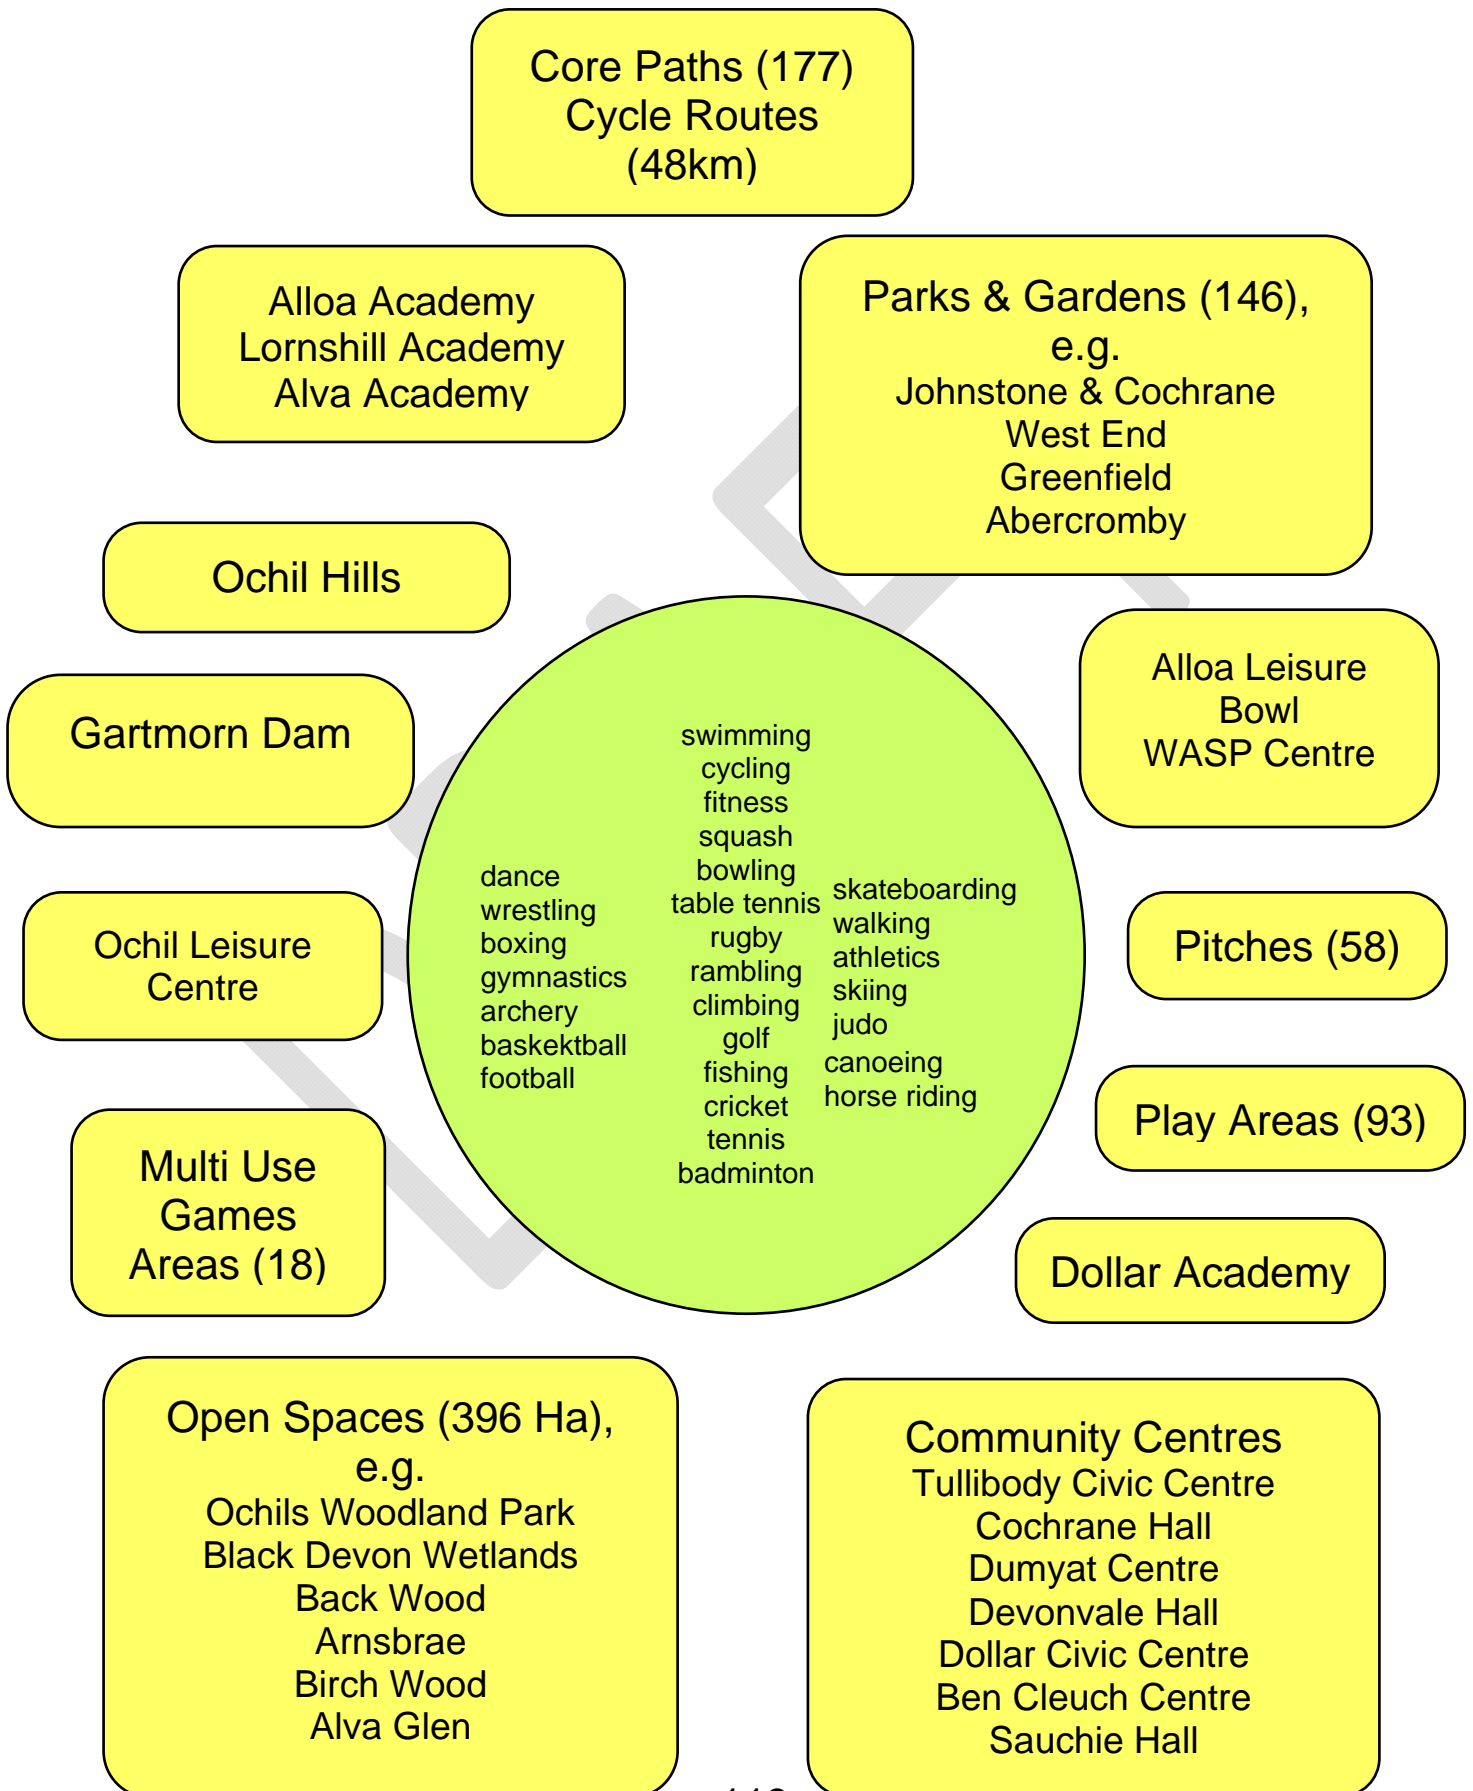 Core Paths (177)
Cycle Routes
(48km)
Alloa Academy
Lornshill Academy
Alva Academy
Parks & Gardens (146),
e.g.
Johnstone & Cochrane
West End
Greenfield
Abercromby
Ochil Hills
Alloa Leisure
Bowl
WASP Centre
Gartmorn Dam
swimming
cycling
fitness
squash
bowling
table tennis
rugby
rambling
climbing
golf
fishing
cricket
tennis
badminton
dance
wrestling
boxing
gymnastics
archery
baskektball
football
skateboarding
walking
athletics
skiing
judo
canoeing
horse riding
Ochil Leisure
Centre
Pitches (58)
Play Areas (93)
Multi Use
Games
Areas (18)
Dollar Academy
Open Spaces (396 Ha),
e.g.
Ochils Woodland Park
Black Devon Wetlands
Back Wood
Arnsbrae
Birch Wood
Alva Glen
Community Centres
Tullibody Civic Centre
Cochrane Hall
Dumyat Centre
Devonvale Hall
Dollar Civic Centre
Ben Cleuch Centre
Sauchie Hall